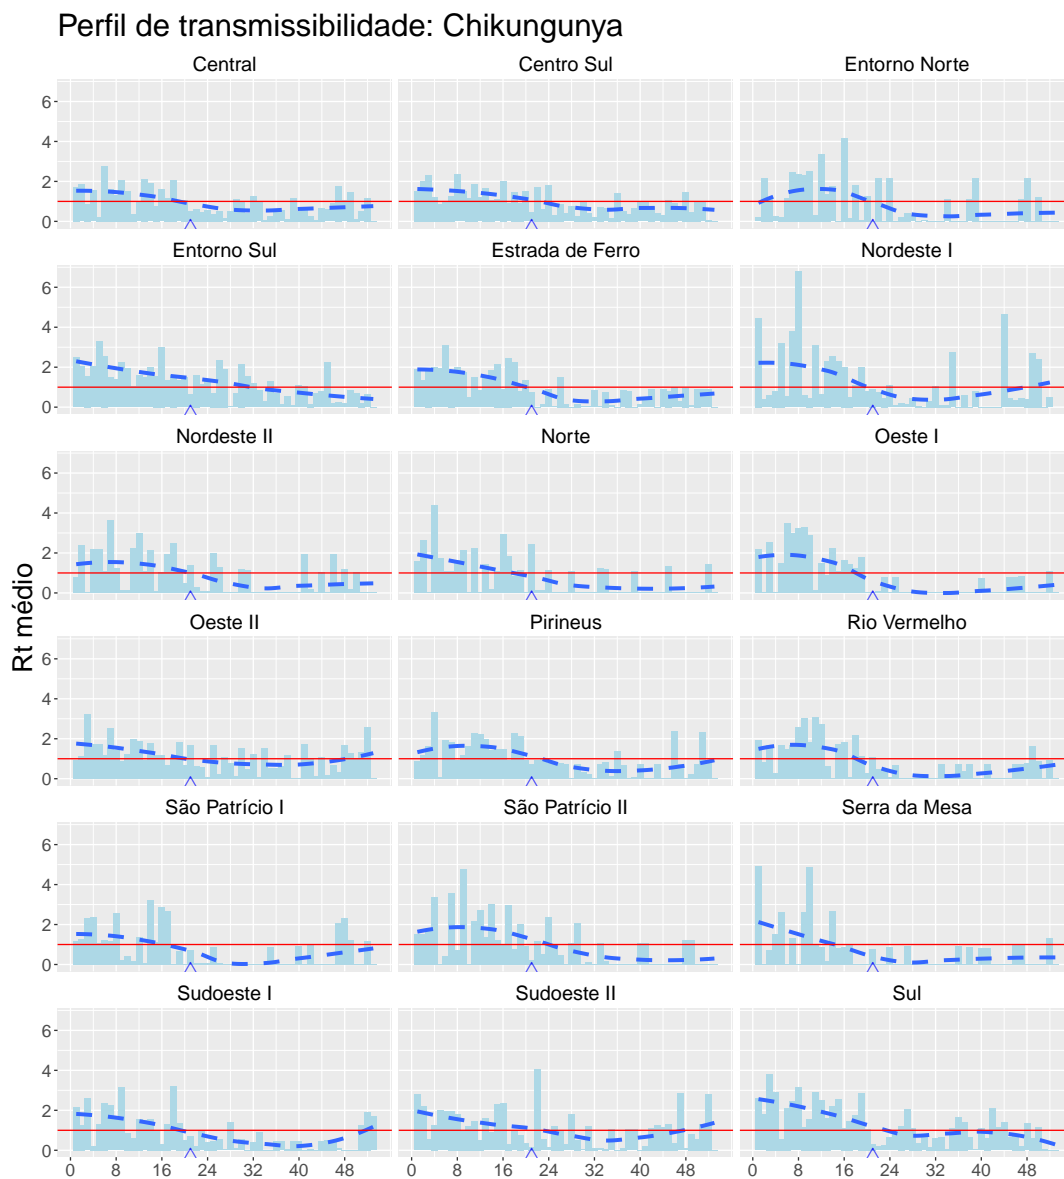 Perfil de transmissibilidade: Chikungunya
Central Centro Sul Entorno Norte
6
4
2
0
Entorno Sul Estrada de Ferro Nordeste I
6
4
2
0
Nordeste II Norte Oeste I
6
4
2
0
Rt médio
Oeste II Pirineus Rio Vermelho
6
4
2
0
São Patrício I São Patrício II Serra da Mesa
6
4
2
0
Sudoeste I Sudoeste II Sul
6
4
2
0
0 8 16 24 32 40 48 0 8 16 24 32 40 48 0 8 16 24 32 40 48